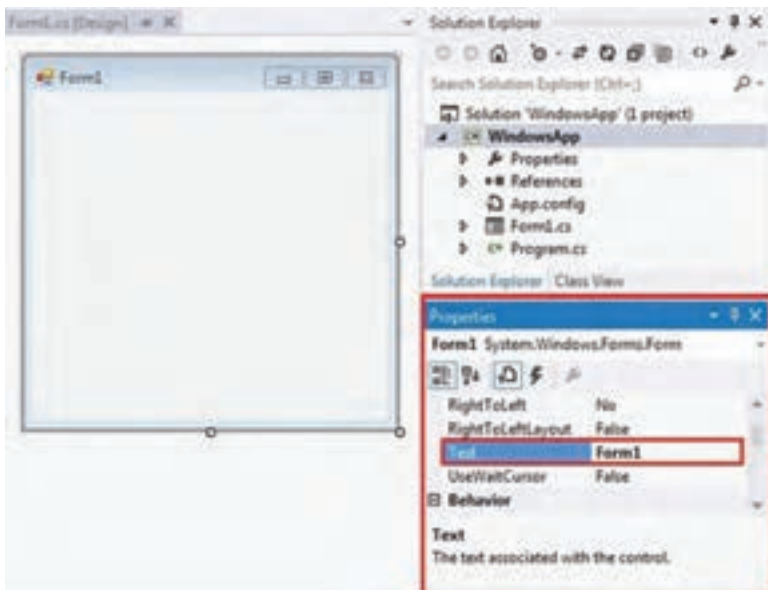 Form1.cs [Design]
Form1
Solution Explorer
Search Solution Explorer (Ctrl+;)
Solution 'WindowsApp' (1 project)
WindowsApp
Properties
References
App.config
Form1.cs
Program.cs
Solution Explorer Class View
Properties
Form1 System.Windows.Forms.Form
RightToLeft No
RightToLeftLayout False
Text Form1
UseWaitCursor False
Behavior
Text
The text associated with the control.